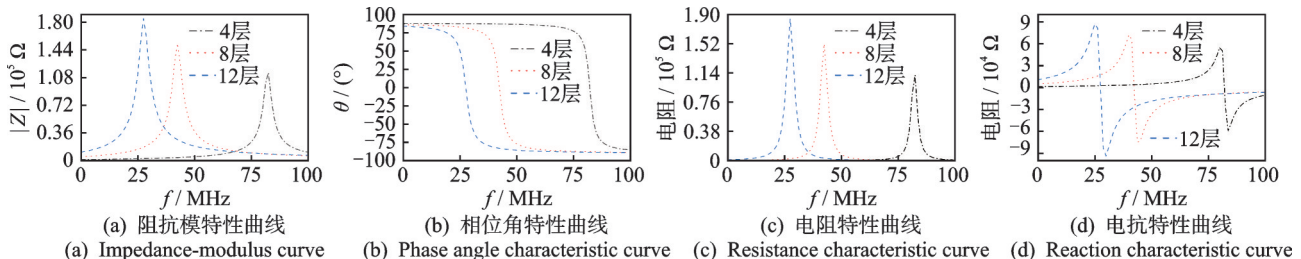 |Z| / 10⁵ Ω
1.80
1.44
1.08
0.72
0.36
0
4层
8层
12层
0 25 50 75 100
f / MHz
(a) 阻抗模特性曲线
(a) Impedance-modulus curve
θ / (°)
100
75
50
25
0
−25
−50
−75
−100
4层
8层
12层
0 25 50 75 100
f / MHz
(b) 相位角特性曲线
(b) Phase angle characteristic curve
电阻 / 10⁵ Ω
1.90
1.52
1.14
0.76
0.38
0
4层
8层
12层
0 25 50 75 100
f / MHz
(c) 电阻特性曲线
(c) Resistance characteristic curve
电阻 / 10⁴ Ω
9
6
3
0
−3
−6
−9
4层
8层
12层
0 25 50 75 100
f / MHz
(d) 电抗特性曲线
(d) Reaction characteristic curve